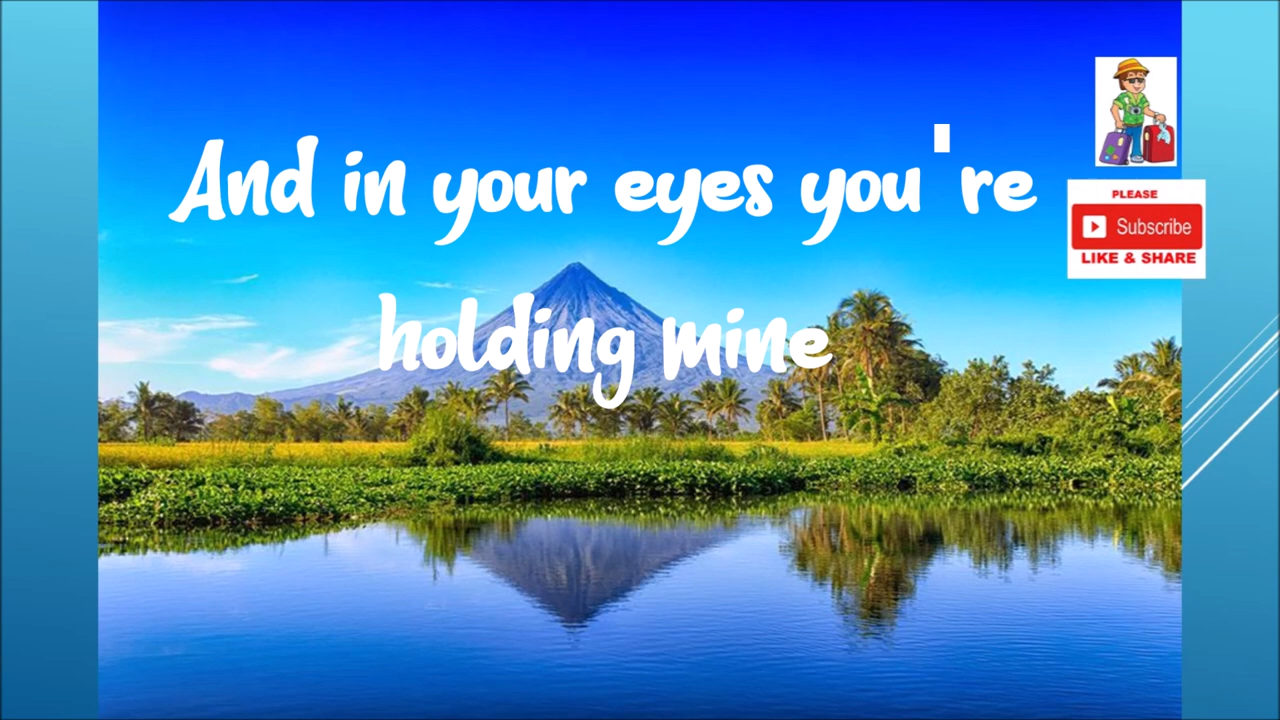 And in your eyes you're
holding mine
PLEASE
Subscribe
LIKE & SHARE